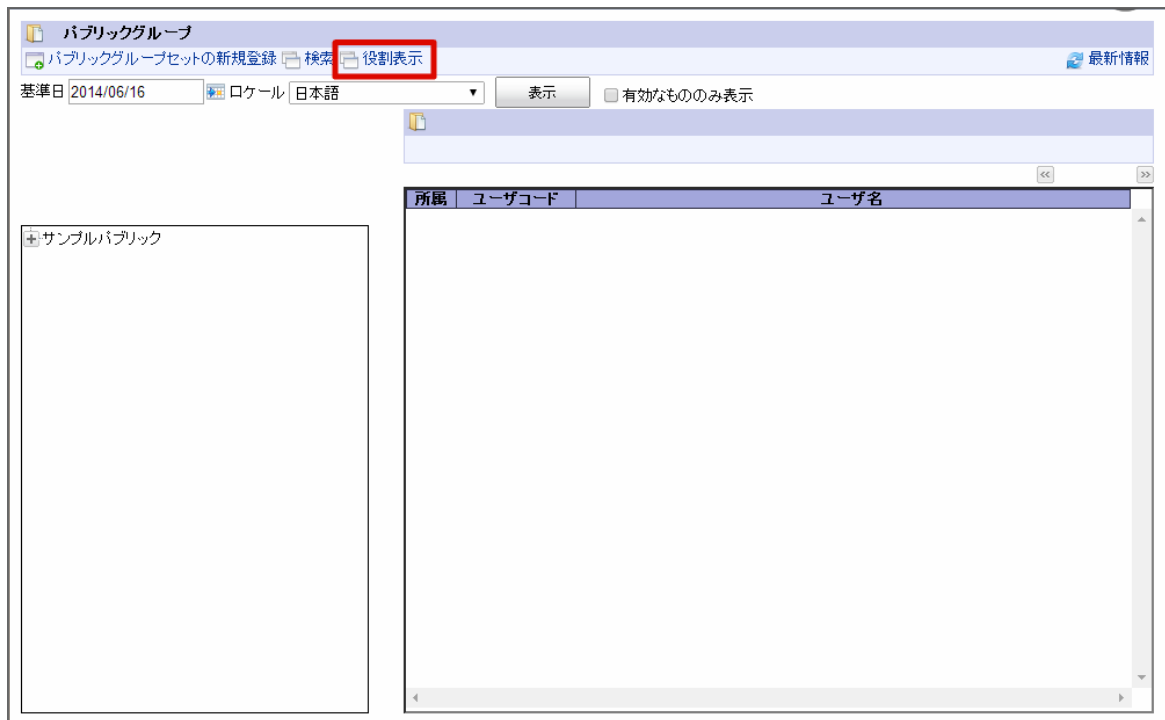 パブリックグループ
パブリックグループセットの新規登録 検索 役割表示 最新情報
基準日 2014/06/16 ロケール 日本語 表示 有効なもののみ表示
所属 ユーザコード ユーザ名
サンプルパブリック